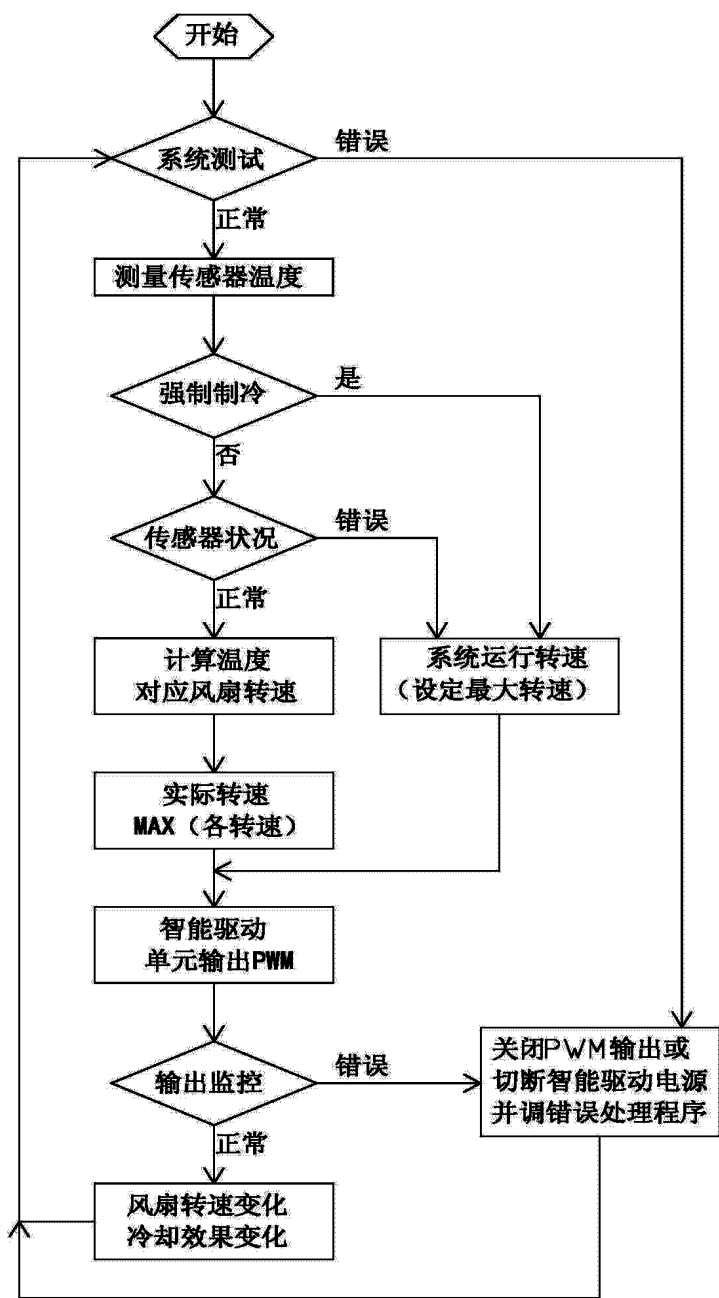 开始
系统测试
错误
正常
测量传感器温度
强制制冷
是
否
传感器状况
错误
正常
计算温度
对应风扇转速
系统运行转速
（设定最大转速）
实际转速
MAX（各转速）
智能驱动
单元输出PWM
输出监控
错误
关闭PWM输出或
切断智能驱动电源
并调错误处理程序
正常
风扇转速变化
冷却效果变化